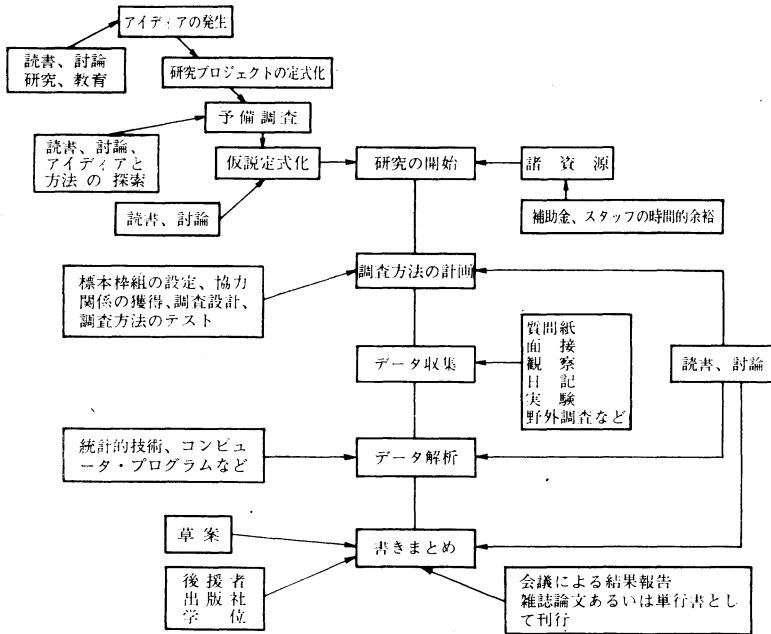 アイディアの発生
読書、討論
研究、教育
研究プロジェクトの定式化
予備調査
読書、討論、
アイディアと
方法の探索
仮説定式化
研究の開始
諸資源
読書、討論
補助金、スタッフの時間的余裕
調査方法の計画
標本枠組の設定、協力
関係の獲得、調査設計、
調査方法のテスト
質問紙
面接
観察
日記
実験
野外調査など
データ収集
読書、討論
統計的技術、コンピュ
ータ・プログラムなど
データ解析
草案
書きまとめ
後援者
出版社
学位
会議による結果報告
雑誌論文あるいは単行書とし
て刊行